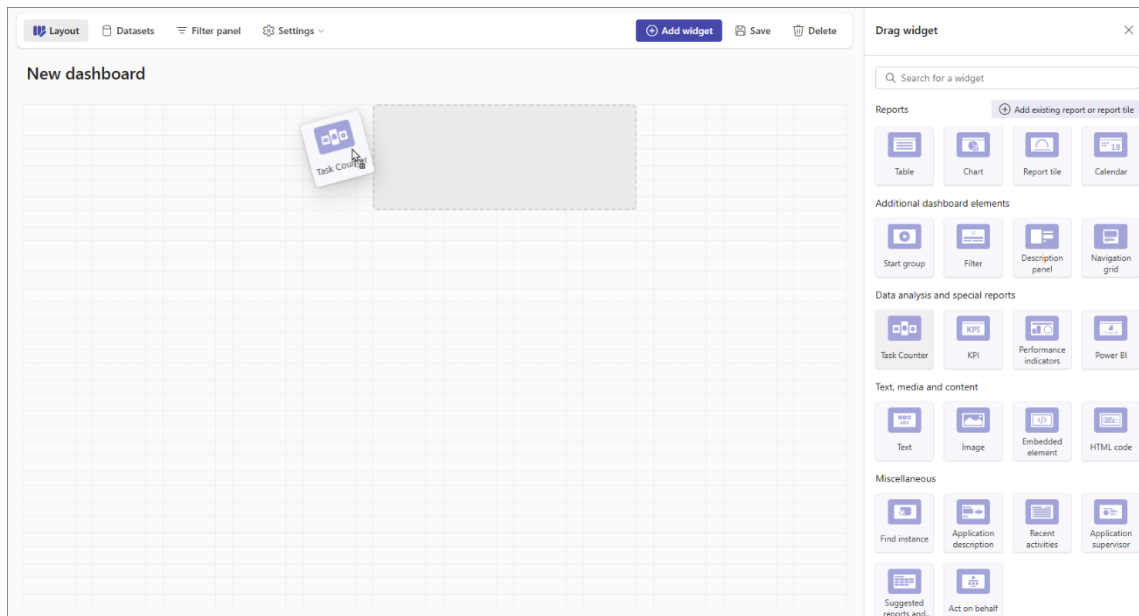 Layout
Datasets
Filter panel
Settings
Add widget
Save
Delete
New dashboard
Task Counter
Drag widget
Search for a widget
Reports
Add existing report or report tile
Table
Chart
Report tile
Calendar
Additional dashboard elements
Start group
Filter
Description
panel
Navigation
grid
Data analysis and special reports
Task Counter
KPI
KPI
Performance
indicators
Power BI
Text, media and content
ABC
Text
Image
Embedded
element
HTML code
Miscellaneous
18
Find instance
Application
description
Recent
activities
Application
supervisor
Suggested
reports and..
Act on behalf